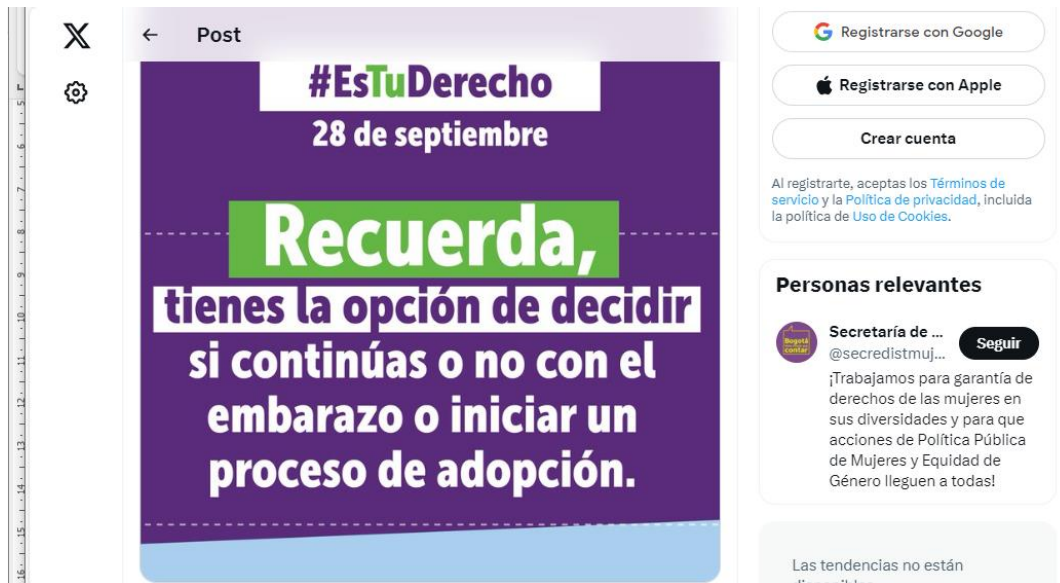 Post
#EsTuDerecho
28 de septiembre
Recuerda,
tienes la opción de decidir
si continúas o no con el
embarazo o iniciar un
proceso de adopción.
Registrarse con Google
Registrarse con Apple
Crear cuenta
Al registrarte, aceptas los Términos de
servicio y la Política de privacidad, incluida
la política de Uso de Cookies.
Personas relevantes
Secretaría de ...
@secredistmuj...
Seguir
¡Trabajamos para garantía de
derechos de las mujeres en
sus diversidades y para que
acciones de Política Pública
de Mujeres y Equidad de
Género lleguen a todas!
Las tendencias no están